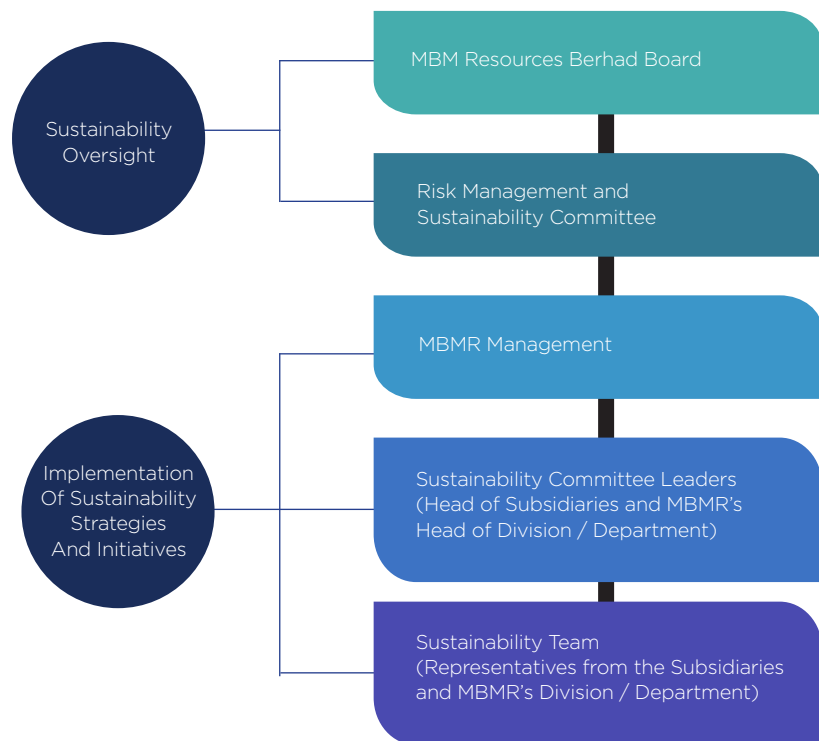 Sustainability
Oversight
MBM Resources Berhad Board
Risk Management and
Sustainability Committee
Implementation
Of Sustainability
Strategies
And Initiatives
MBMR Management
Sustainability Committee Leaders
(Head of Subsidiaries and MBMR’s
Head of Division / Department)
Sustainability Team
(Representatives from the Subsidiaries
and MBMR’s Division / Department)